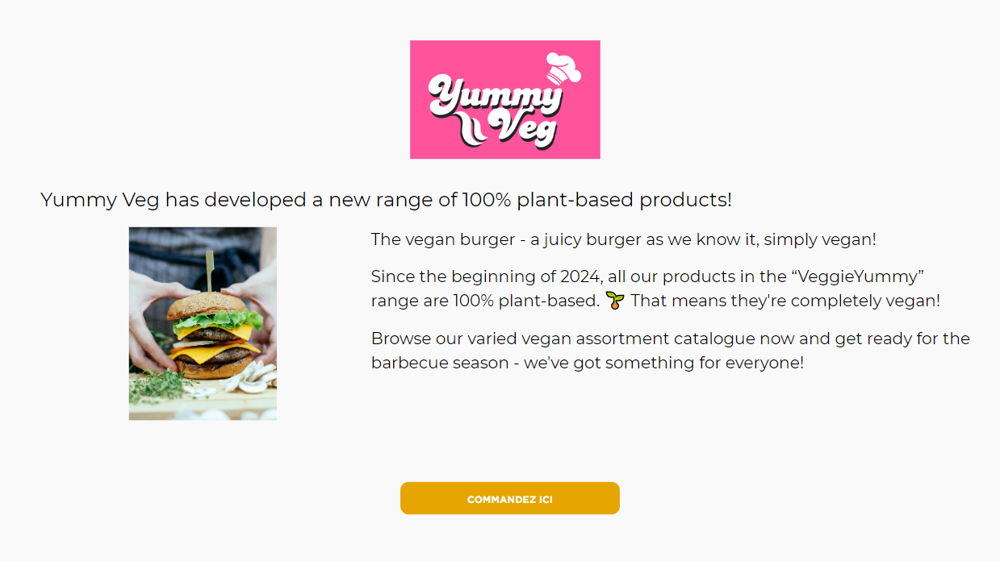 Yummy
Veg
Yummy Veg has developed a new range of 100% plant-based products!
The vegan burger - a juicy burger as we know it, simply vegan!
Since the beginning of 2024, all our products in the “VeggieYummy”
range are 100% plant-based. 🌱 That means they're completely vegan!
Browse our varied vegan assortment catalogue now and get ready for the
barbecue season - we've got something for everyone!
COMMANDEZ ICI